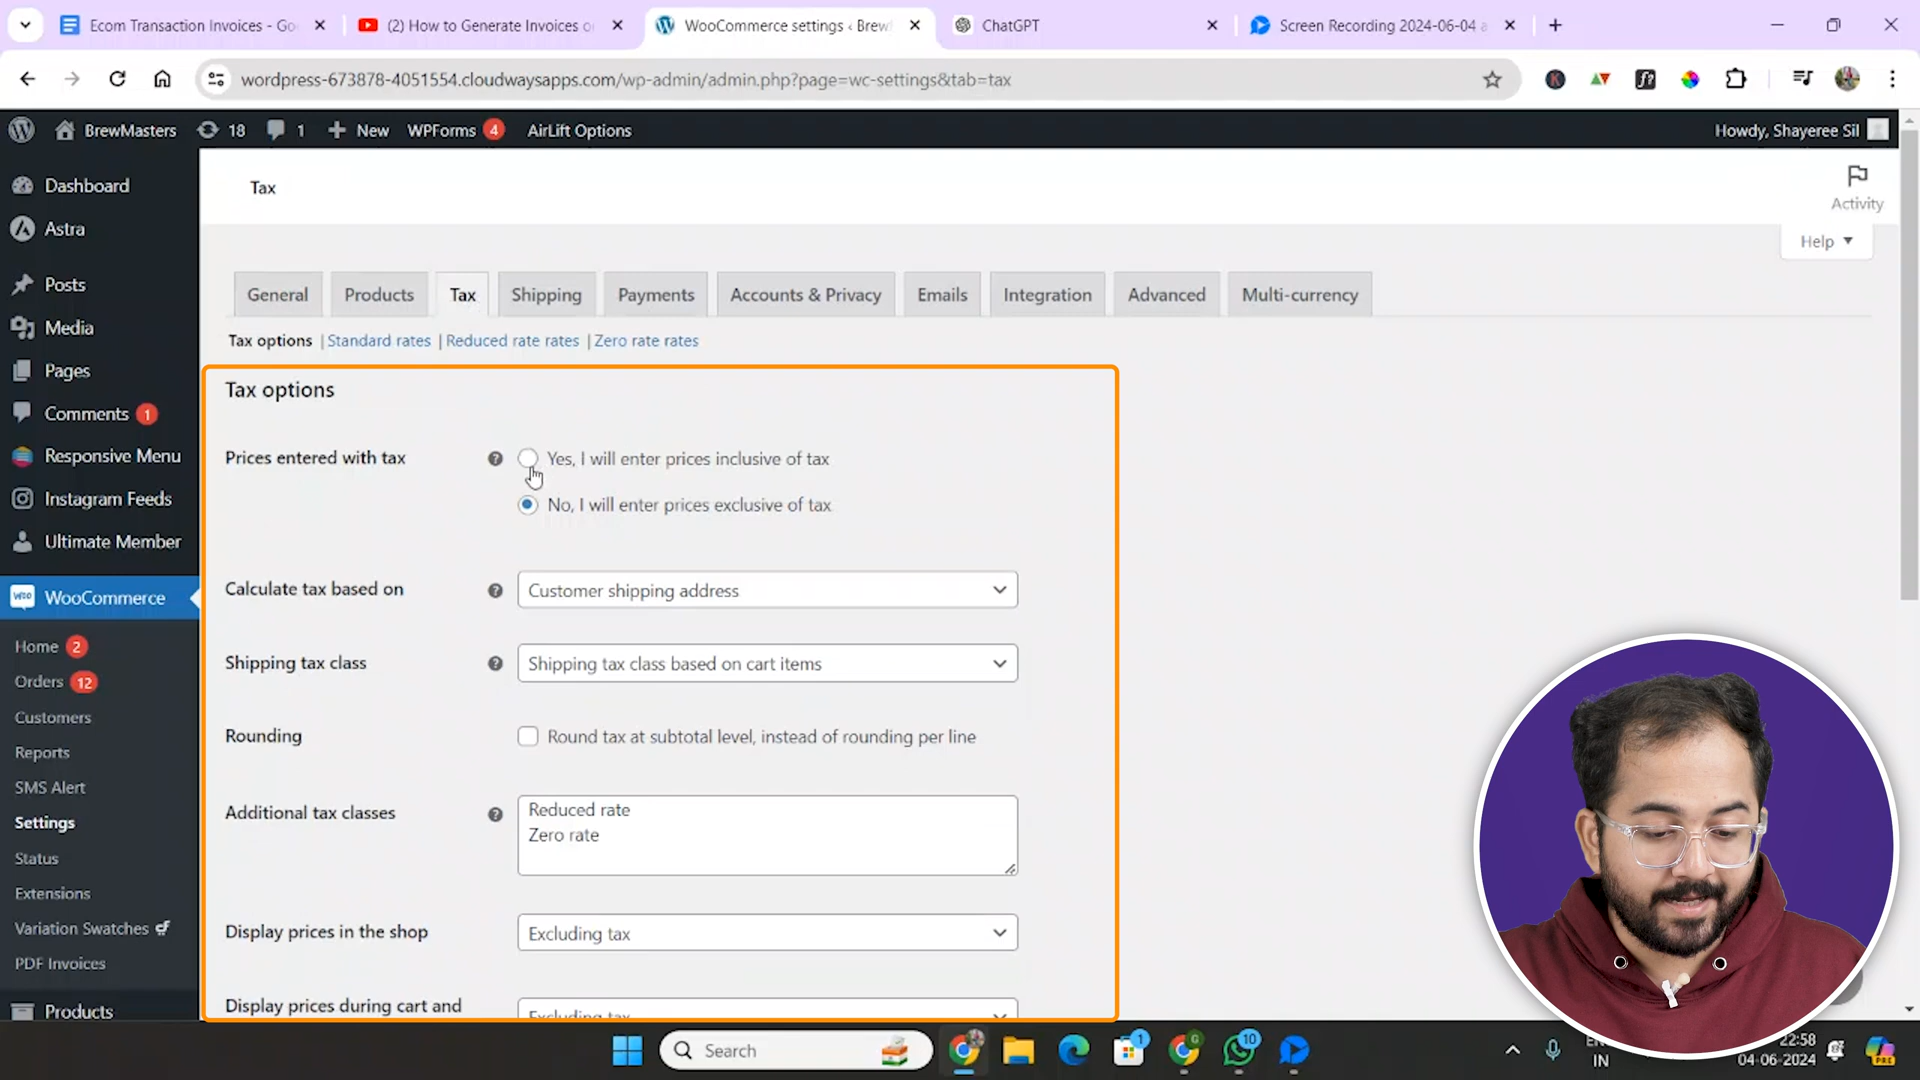 Ecom Transaction Invoices - Go
(2) How to Generate Invoices o
WooCommerce settings ‹ Brew
ChatGPT
Screen Recording 2024-06-04 a
wordpress-673878-4051554.cloudwaysapps.com/wp-admin/admin.php?page=wc-settings&tab=tax
BrewMasters 18 1 New WPForms 4 AirLift Options Howdy, Shayeree Sil
Dashboard
Astra
Posts
Media
Pages
Comments 1
Responsive Menu
Instagram Feeds
Ultimate Member
WooCommerce
Home 2
Orders 12
Customers
Reports
SMS Alert
Settings
Status
Extensions
Variation Swatches
PDF Invoices
Products
Tax
Activity
Help
General Products Tax Shipping Payments Accounts & Privacy Emails Integration Advanced Multi-currency
Tax options | Standard rates | Reduced rate rates | Zero rate rates
Tax options
Prices entered with tax
Yes, I will enter prices inclusive of tax
No, I will enter prices exclusive of tax
Calculate tax based on
Customer shipping address
Shipping tax class
Shipping tax class based on cart items
Rounding
Round tax at subtotal level, instead of rounding per line
Additional tax classes
Reduced rate
Zero rate
Display prices in the shop
Excluding tax
Display prices during cart and
Excluding tax
Search
1
10
IN
22:58
04-06-2024